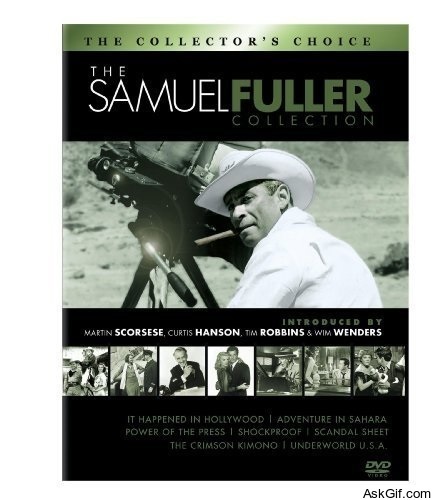 THE COLLECTOR'S CHOICE
THE
SAMUELFULLER
COLLECTION
INTRODUCED BY
MARTIN SCORSESE, CURTIS HANSON, TIM ROBBINS & WIM WENDERS
IT HAPPENED IN HOLLYWOOD | ADVENTURE IN SAHARA
POWER OF THE PRESS | SHOCKPROOF | SCANDAL SHEET
THE CRIMSON KIMONO | UNDERWORLD U.S.A.
DVD
VIDEO
AskGif.com